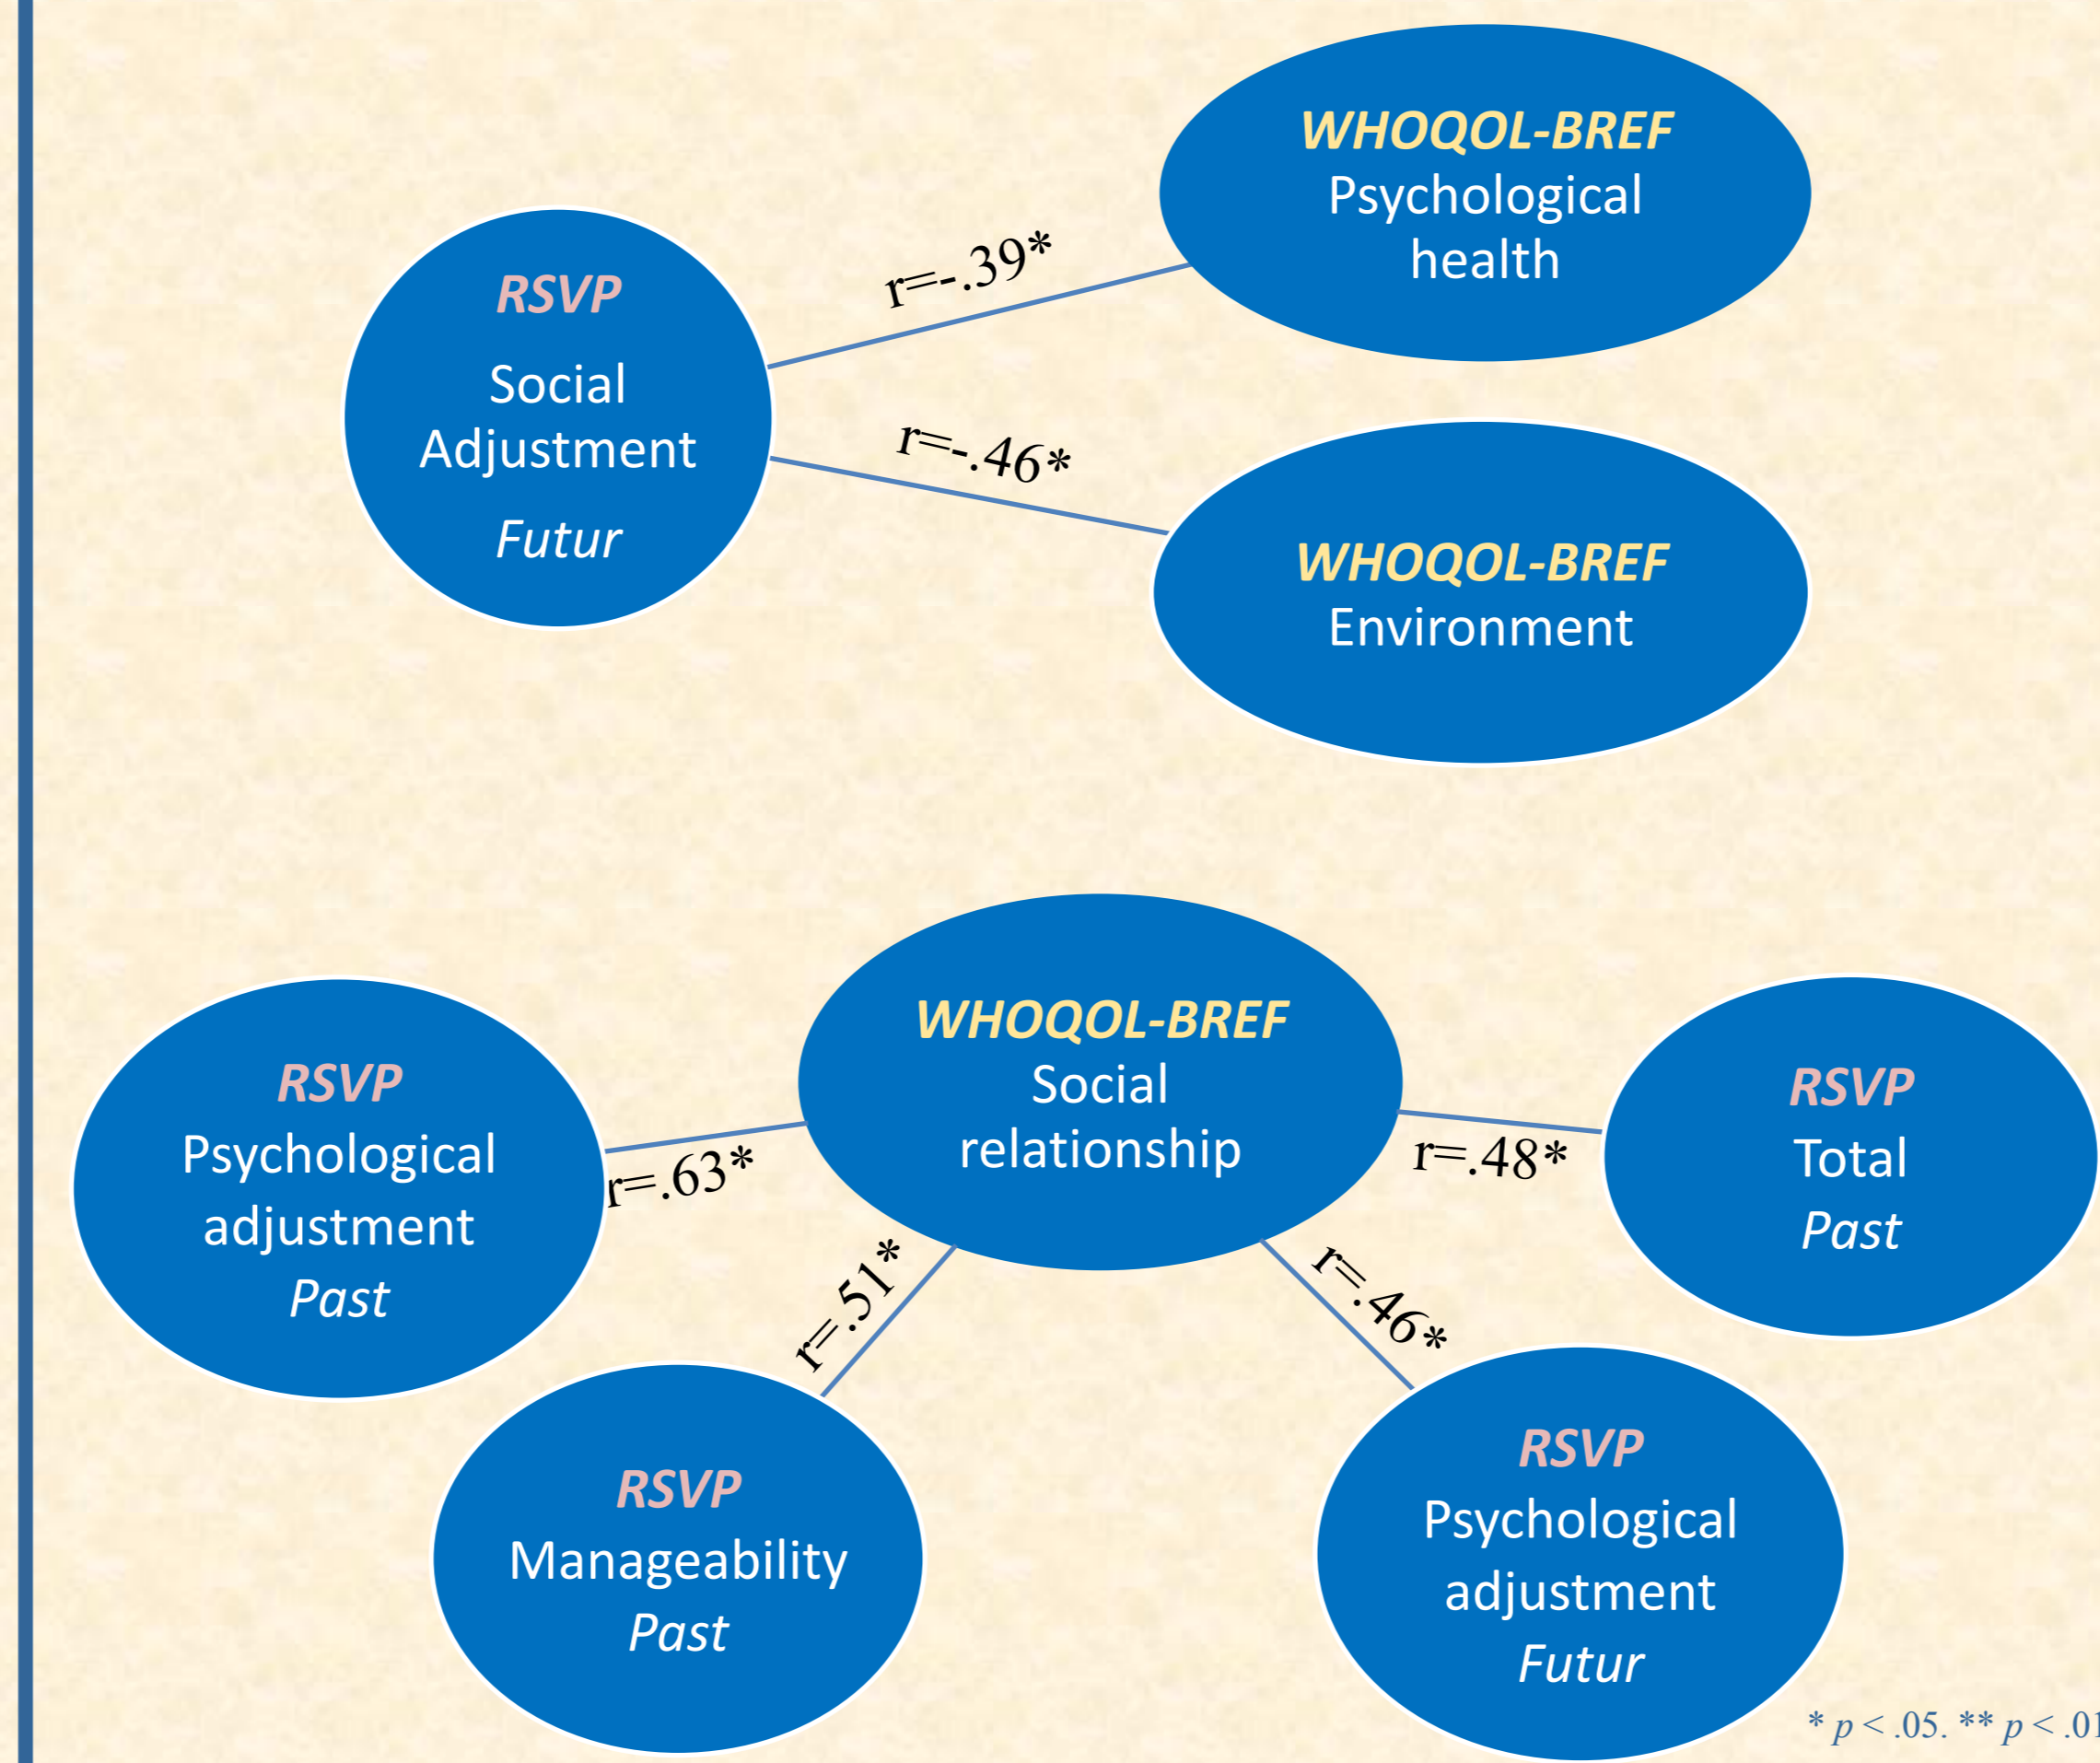 WHOQOL-BREF
Psychological
health
r=-.39*
RSVP
Social
Adjustment
Futur
r=-.46*
WHOQOL-BREF
Environment
WHOQOL-BREF
Social
relationship
RSVP
Psychological
adjustment
Past
r=.63*
r=.48*
RSVP
Total
Past
r=.51*
r=.46*
RSVP
Manageability
Past
RSVP
Psychological
adjustment
Futur
* p < .05. ** p < .01